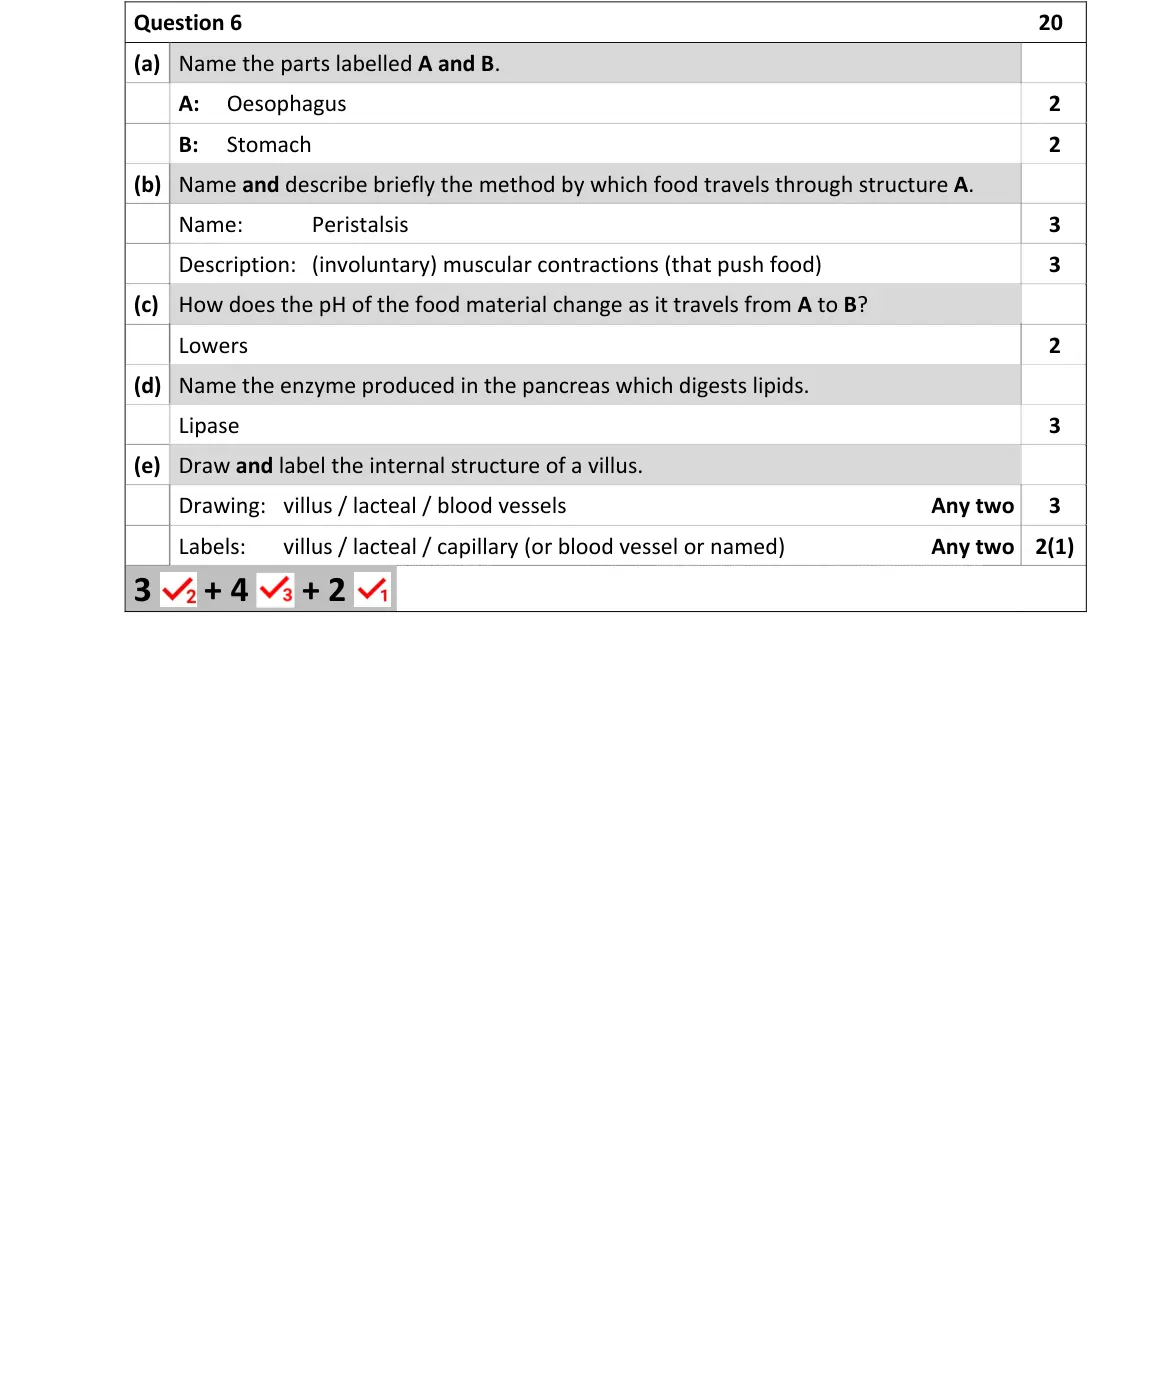 Question 6 20
(a) Name the parts labelled A and B.
A: Oesophagus 2
B: Stomach 2
(b) Name and describe briefly the method by which food travels through structure A.
Name: Peristalsis 3
Description: (involuntary) muscular contractions (that push food) 3
(c) How does the pH of the food material change as it travels from A to B?
Lowers 2
(d) Name the enzyme produced in the pancreas which digests lipids.
Lipase 3
(e) Draw and label the internal structure of a villus.
Drawing: villus / lacteal / blood vessels Any two 3
Labels: villus / lacteal / capillary (or blood vessel or named) Any two 2(1)
3 ✓2 + 4 ✓3 + 2 ✓1